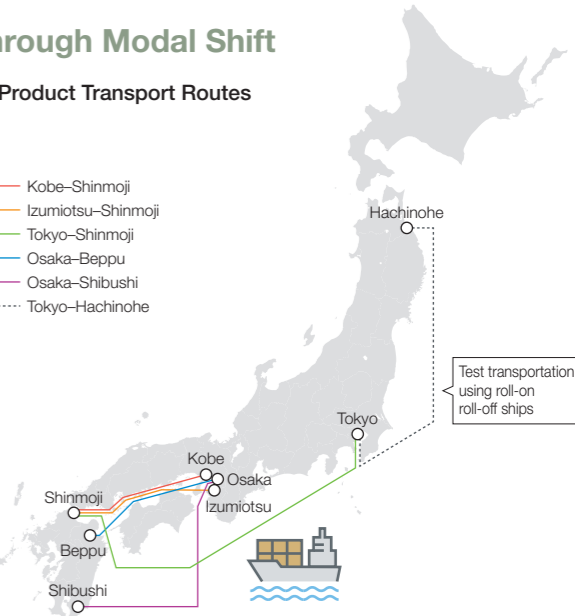 hrough Modal Shift
Product Transport Routes
Kobe–Shinmoji
Izumiotsu–Shinmoji
Tokyo–Shinmoji
Osaka–Beppu
Osaka–Shibushi
Tokyo–Hachinohe
Hachinohe
Test transportation
using roll-on
roll-off ships
Tokyo
Kobe
Osaka
Izumiotsu
Shinmoji
Beppu
Shibushi